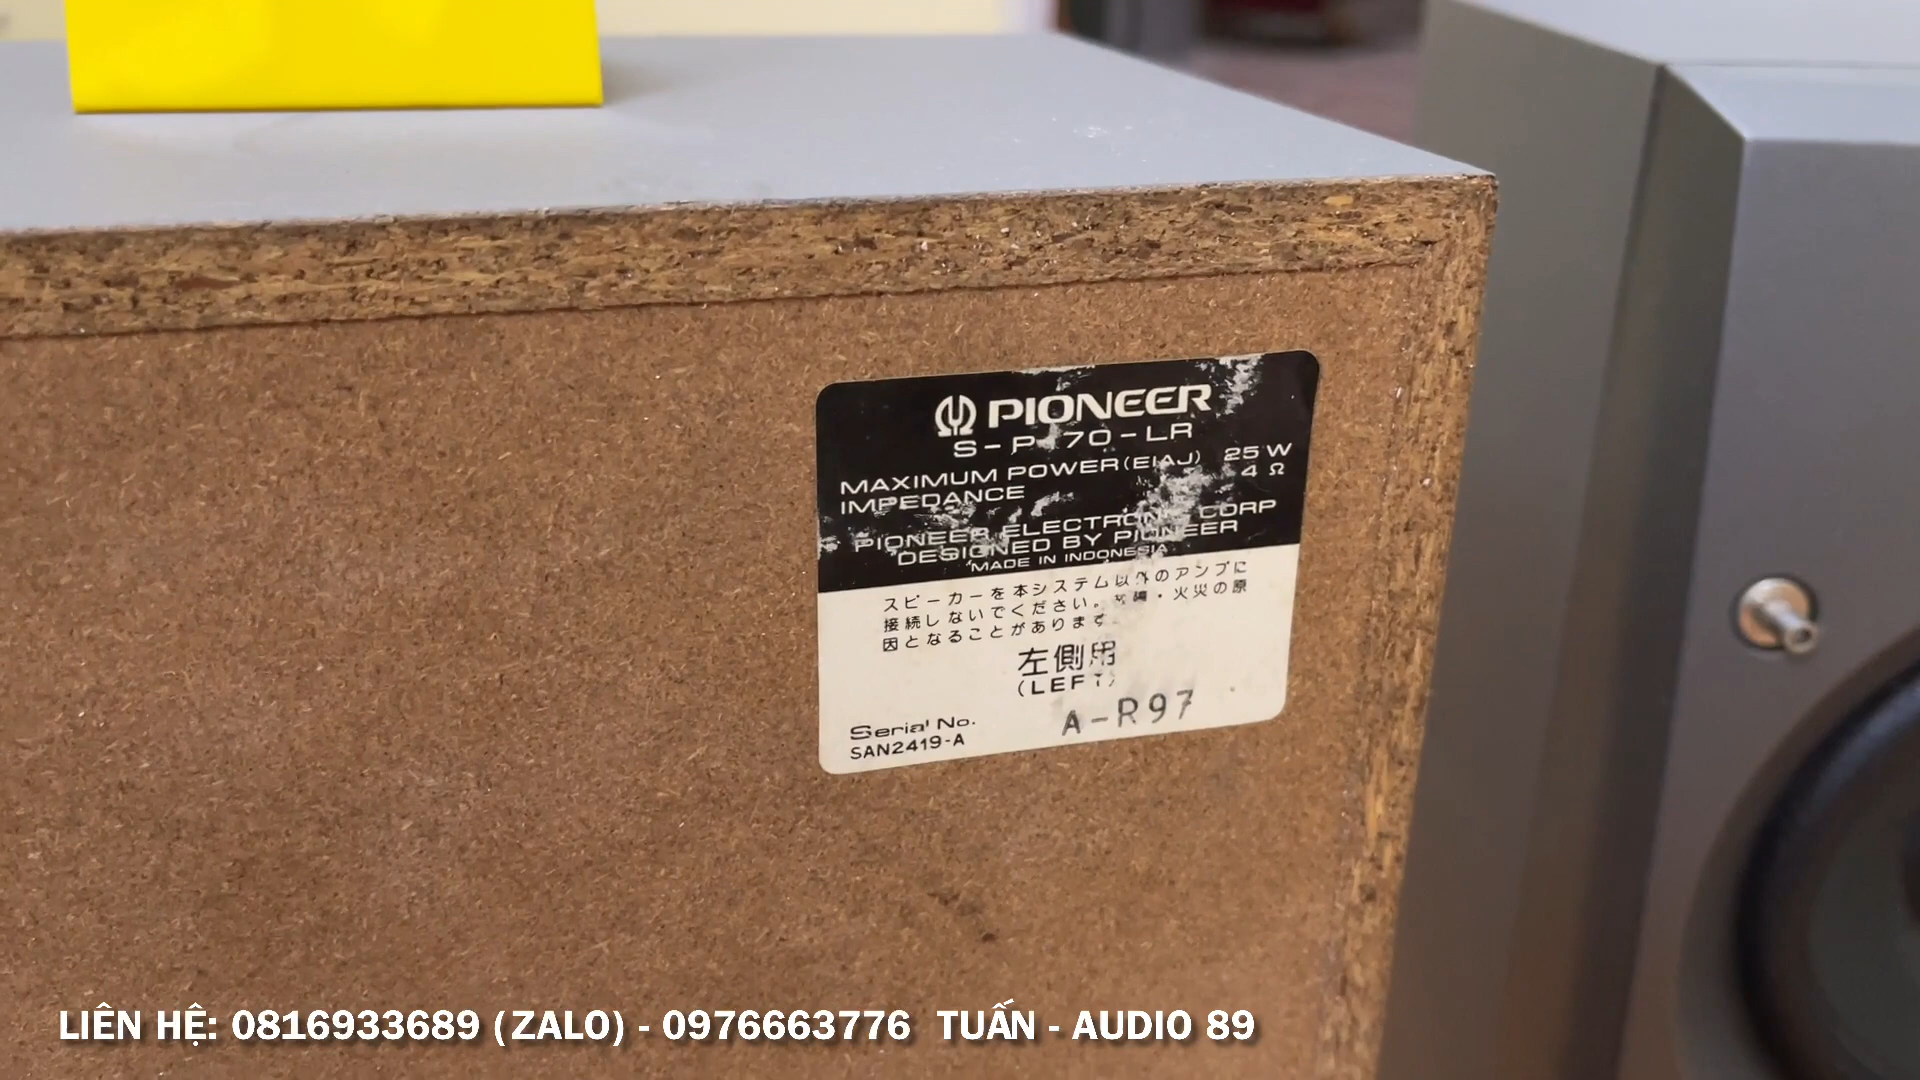 PIONEER
S-P170-LR
MAXIMUM POWER (EIAJ) 25 W
IMPEDANCE 4 Ω
PIONEER ELECTRONIC CORP
DESIGNED BY PIONEER
MADE IN INDONESIA
スピーカーを本システム以外のアンプに
接続しないでください。故障・火災の原
因となることがあります
左側用
(LEFT)
A-R97
Serial No.
SAN2419-A
LIÊN HỆ: 0816933689 (ZALO) - 0976663776 TUẤN - AUDIO 89